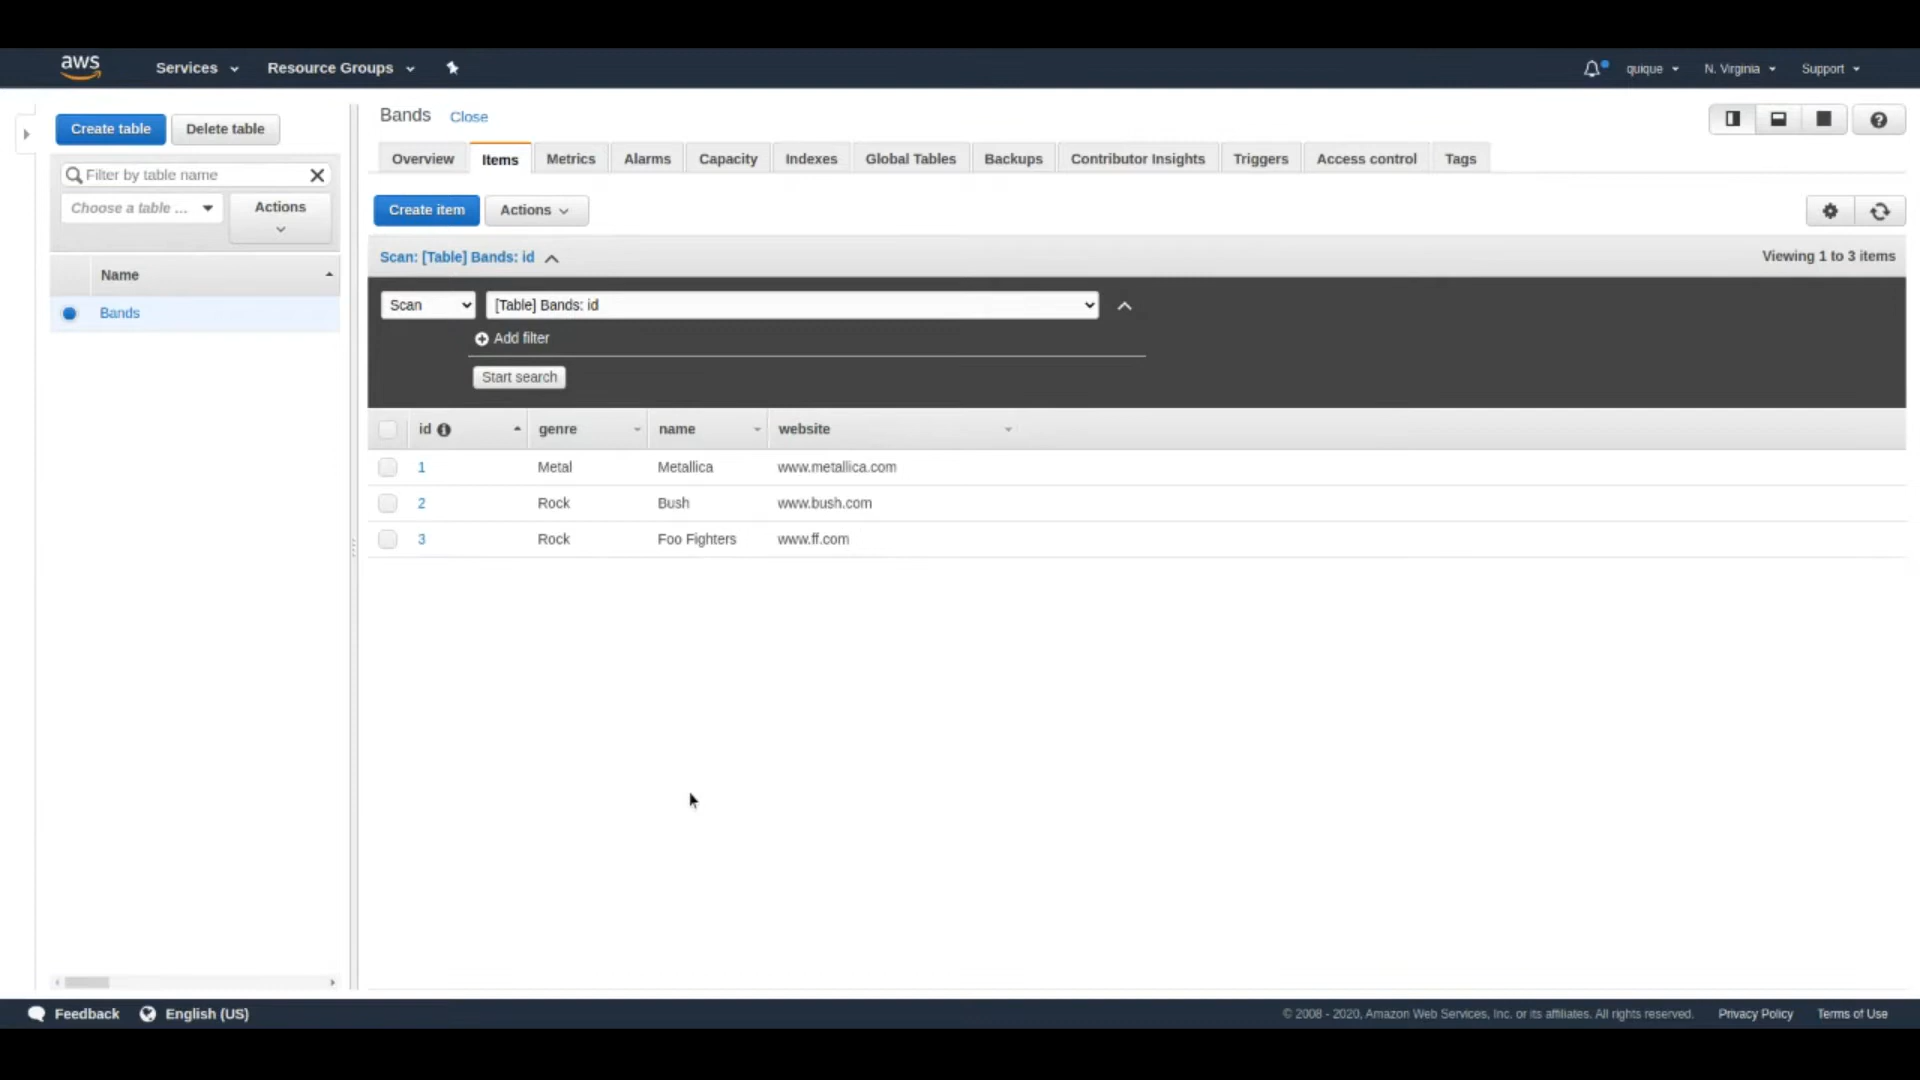 aws Services Resource Groups quique N. Virginia Support
Create table Delete table
Filter by table name
Choose a table ... Actions
Name
Bands
Bands Close
Overview Items Metrics Alarms Capacity Indexes Global Tables Backups Contributor Insights Triggers Access control Tags
Create item Actions
Scan: [Table] Bands: id Viewing 1 to 3 items
Scan [Table] Bands: id
Add filter
Start search
id genre name website
1 Metal Metallica www.metallica.com
2 Rock Bush www.bush.com
3 Rock Foo Fighters www.ff.com
Feedback English (US) © 2008 - 2020, Amazon Web Services, Inc. or its affiliates. All rights reserved. Privacy Policy Terms of Use